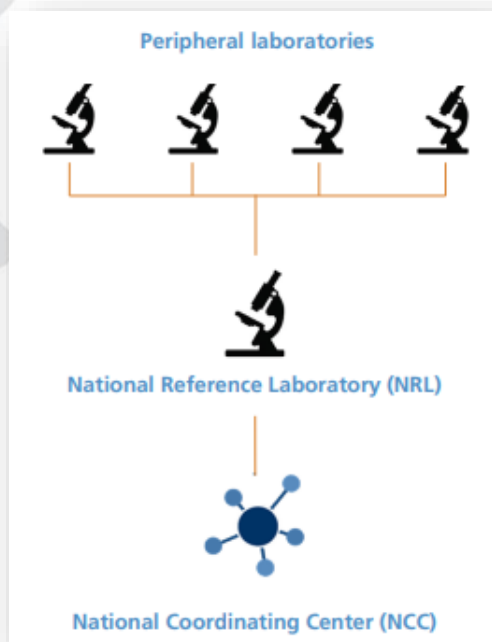 Peripheral laboratories
National Reference Laboratory (NRL)
National Coordinating Center (NCC)